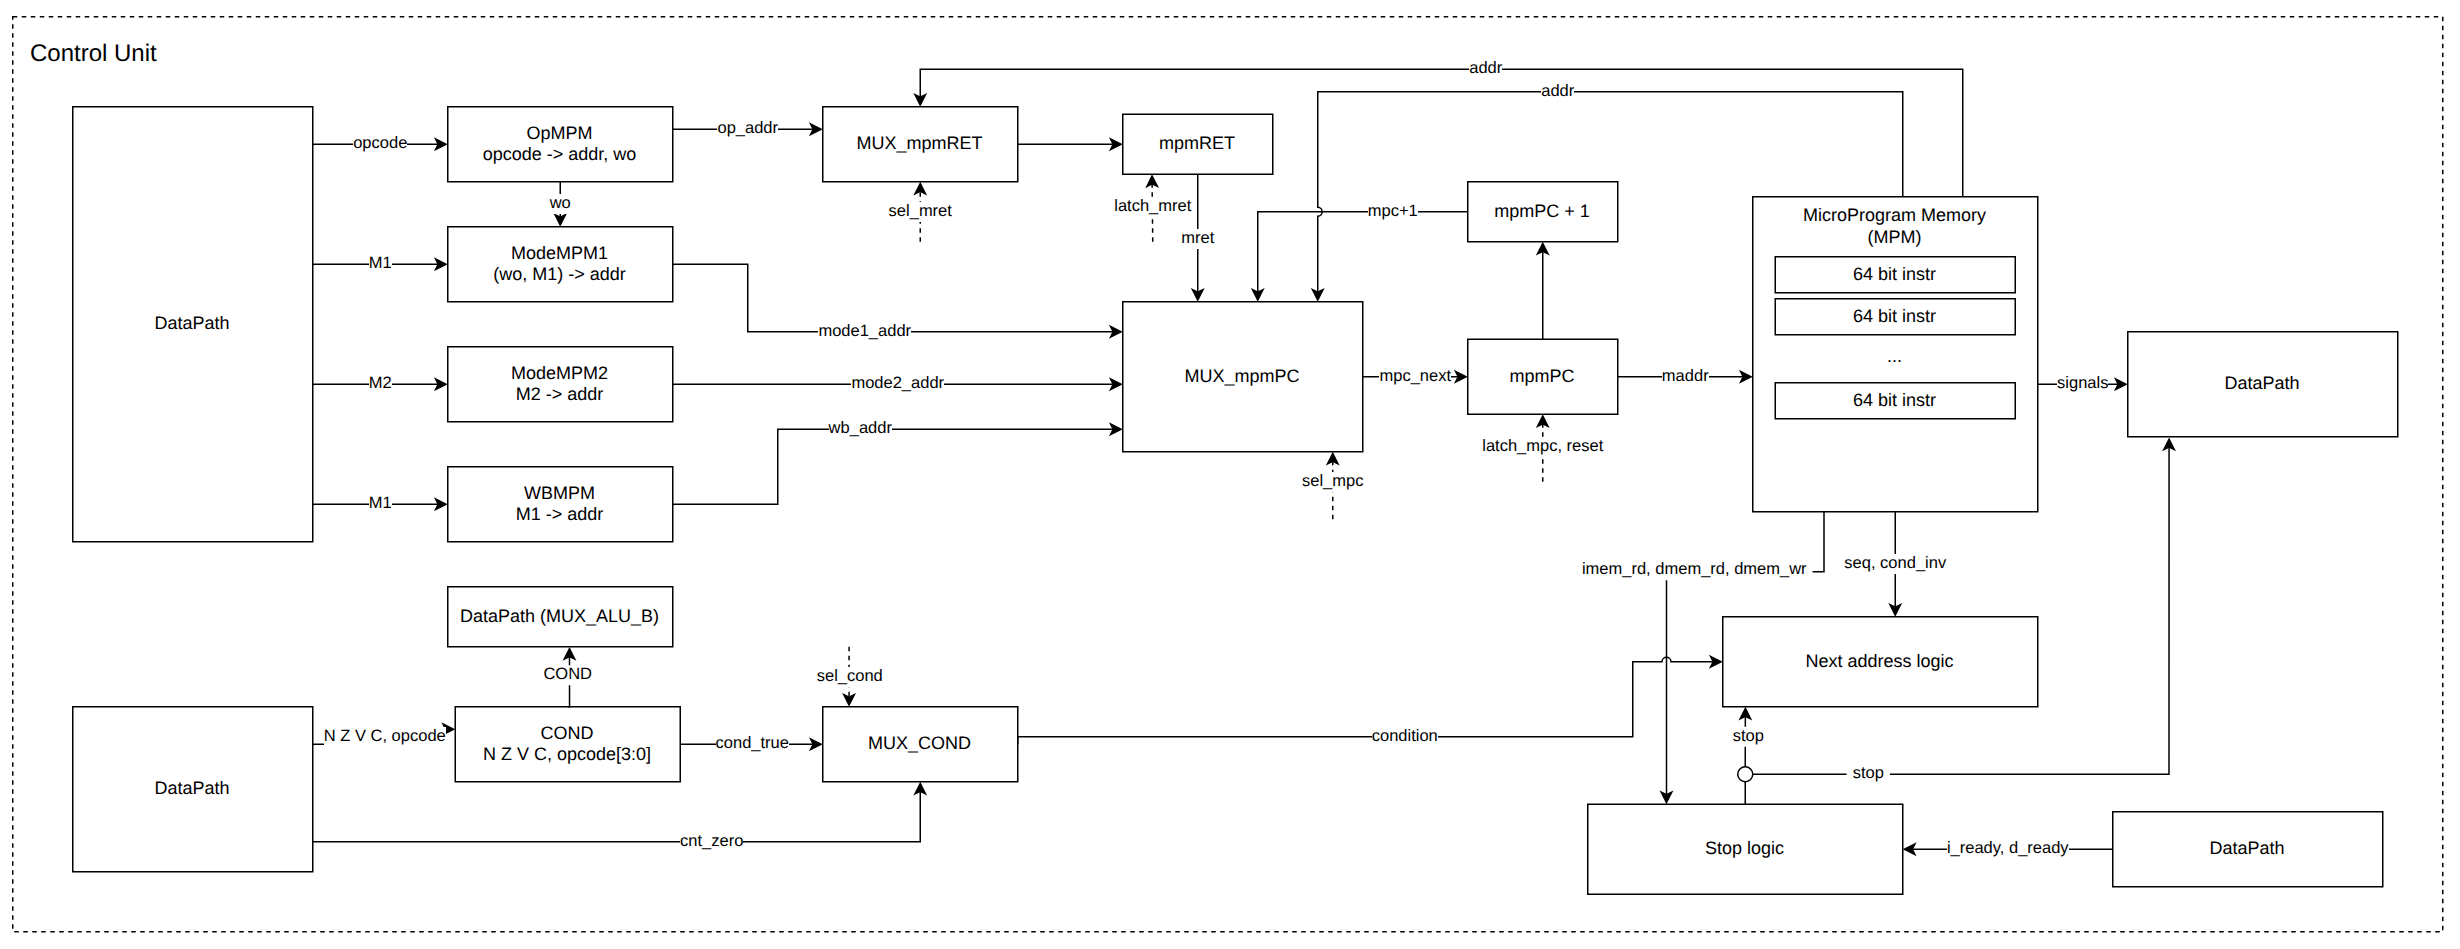 Control Unit
addr
addr
DataPath
opcode
OpMPM
opcode -> addr, wo
op_addr
MUX_mpmRET
mpmRET
wo
sel_mret
latch_mret
mret
mpc+1
mpmPC + 1
MicroProgram Memory
(MPM)
64 bit instr
64 bit instr
...
64 bit instr
M1
ModeMPM1
(wo, M1) -> addr
mode1_addr
M2
ModeMPM2
M2 -> addr
mode2_addr
MUX_mpmPC
mpc_next
mpmPC
maddr
signals
DataPath
wb_addr
latch_mpc, reset
sel_mpc
M1
WBMPM
M1 -> addr
imem_rd, dmem_rd, dmem_wr
seq, cond_inv
DataPath (MUX_ALU_B)
COND
sel_cond
Next address logic
DataPath
N Z V C, opcode
COND
N Z V C, opcode[3:0]
cond_true
MUX_COND
condition
stop
stop
cnt_zero
Stop logic
i_ready, d_ready
DataPath